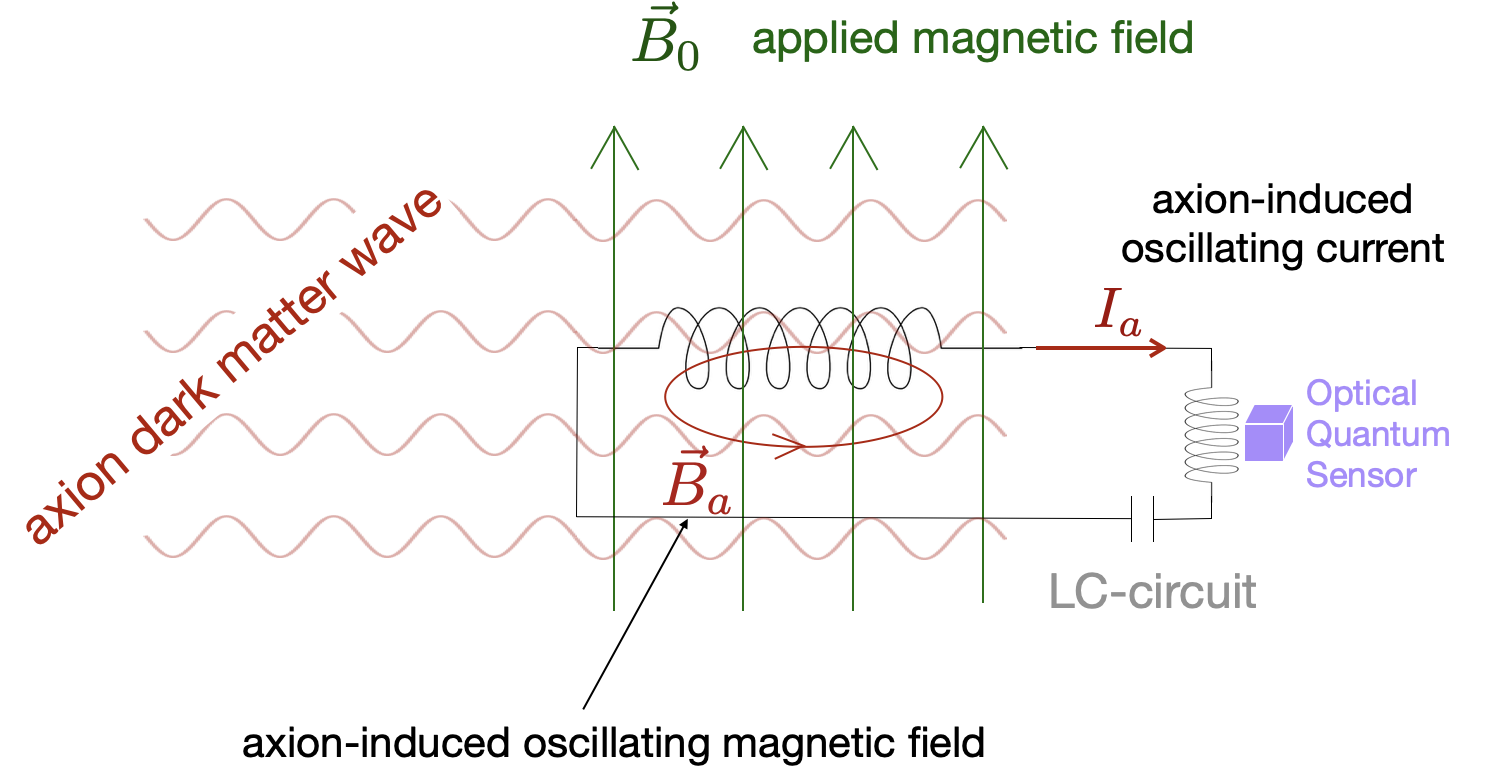 B⃗₀ applied magnetic field
axion dark matter wave
axion-induced
oscillating current
Iₐ
Optical
Quantum
Sensor
B⃗ₐ
LC-circuit
axion-induced oscillating magnetic field